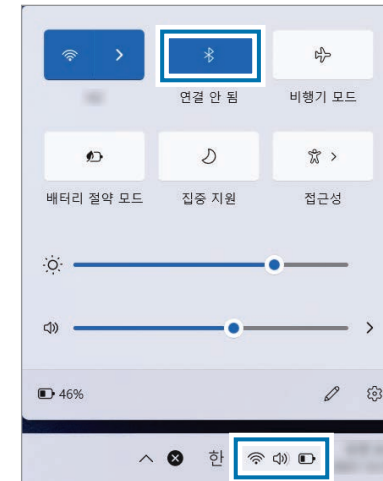 연결 안 됨
비행기 모드
배터리 절약 모드
집중 지원
접근성
46%
한